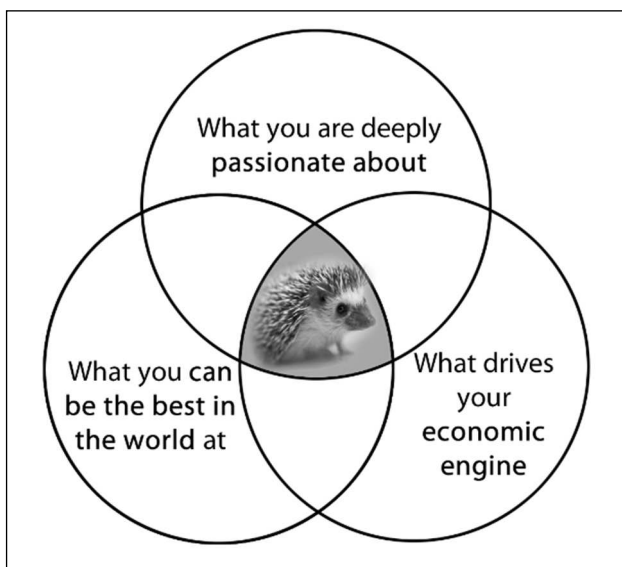 What you are deeply
passionate about
What you can
be the best in
the world at
What drives
your
economic
engine